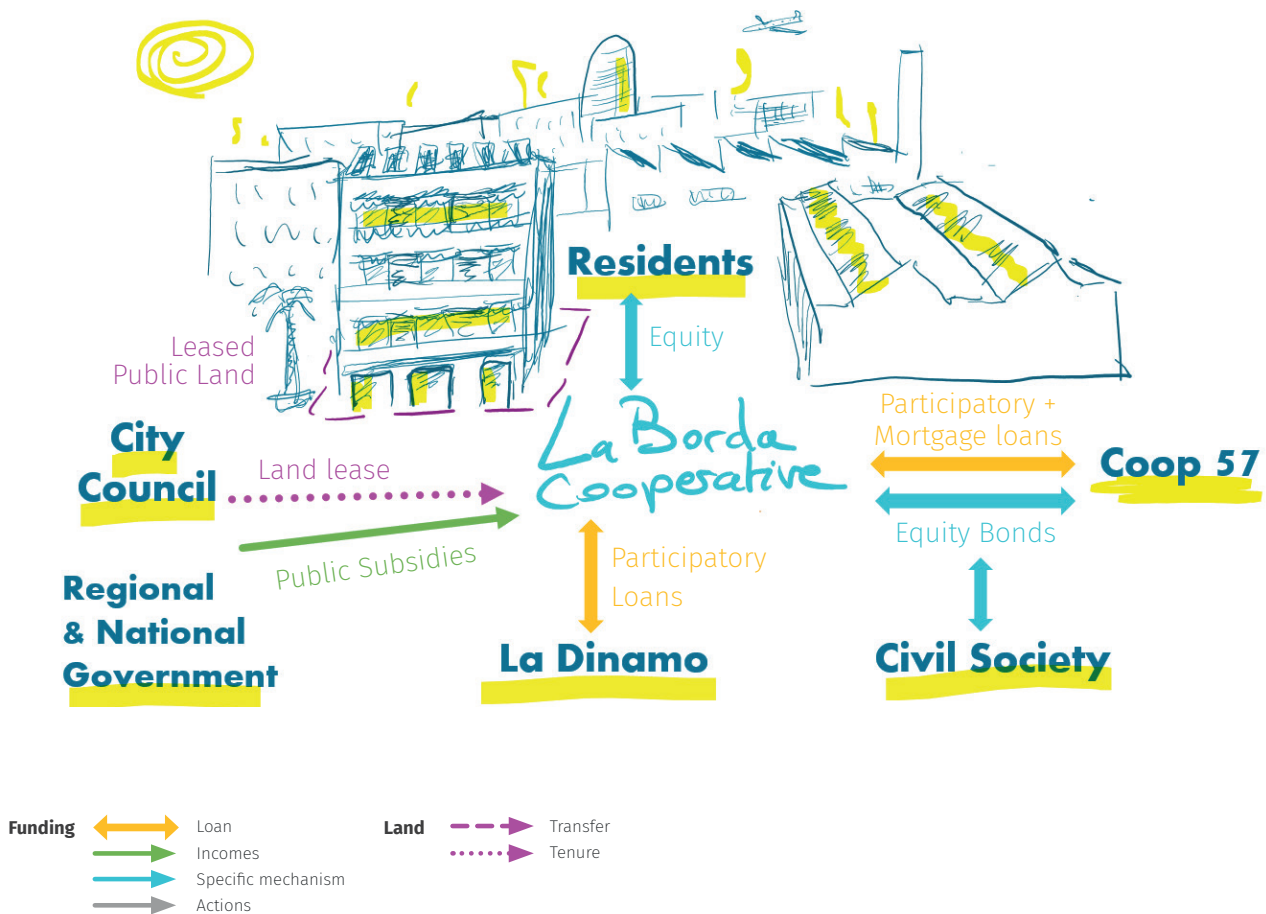 Residents
Equity
Leased
Public Land
La Borda
Cooperative
Participatory +
Mortgage loans
Coop 57
Equity Bonds
City
Council
Land lease
Public Subsidies
Regional
& National
Government
Participatory
Loans
La Dinamo
Civil Society
Funding
Loan
Incomes
Specific mechanism
Actions
Land
Transfer
Tenure